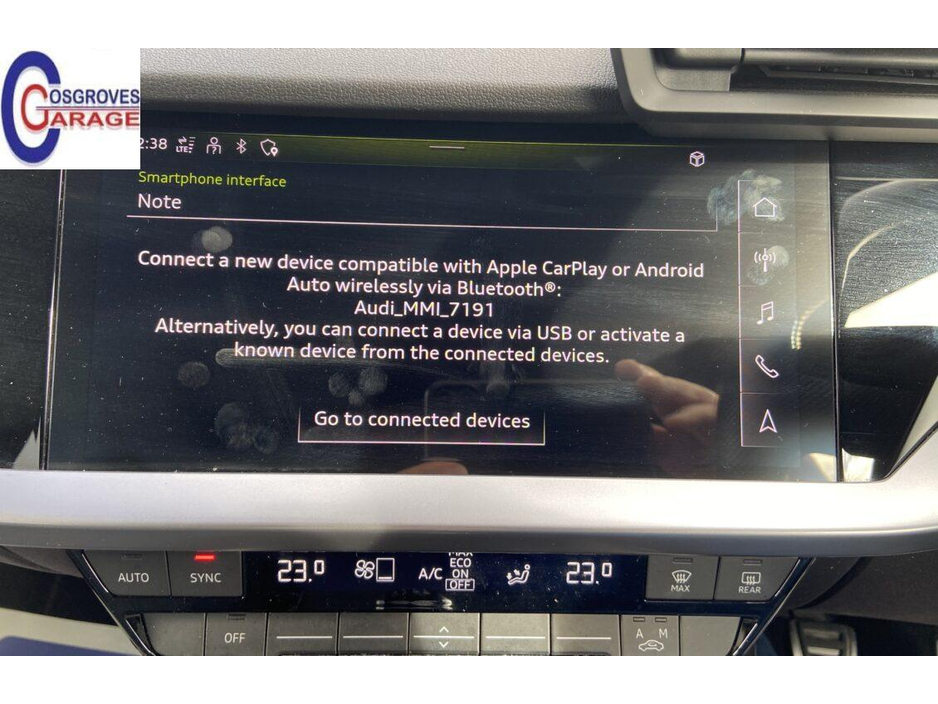 COSGROVES
GARAGE
2:38 LTE
Smartphone interface
Note
Connect a new device compatible with Apple CarPlay or Android
Auto wirelessly via Bluetooth®:
Audi_MMI_7191
Alternatively, you can connect a device via USB or activate a
known device from the connected devices.
Go to connected devices
AUTO
SYNC
23.0
A/C
MAX
ECO
ON
OFF
23.0
MAX
REAR
OFF
A M